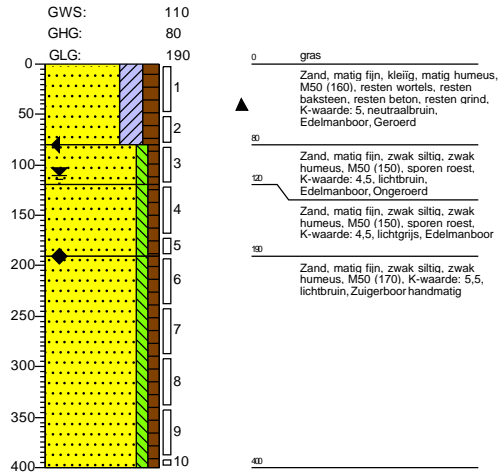 GWS: 110
GHG: 80
GLG: 190
0
50
100
150
200
250
300
350
400
1
2
3
4
5
6
7
8
9
10
0 gras
Zand, matig fijn, kleiïg, matig humeus,
M50 (160), resten wortels, resten
baksteen, resten beton, resten grind,
K-waarde: 5, neutraalbruin,
Edelmanboor, Geroerd
80
Zand, matig fijn, zwak siltig, zwak
humeus, M50 (150), sporen roest,
K-waarde: 4,5, lichtbruin,
Edelmanboor, Ongeroerd
120
Zand, matig fijn, zwak siltig, zwak
humeus, M50 (150), sporen roest,
K-waarde: 4,5, lichtgrijs, Edelmanboor
190
Zand, matig fijn, zwak siltig, zwak
humeus, M50 (170), K-waarde: 5,5,
lichtbruin, Zuigerboor handmatig
400